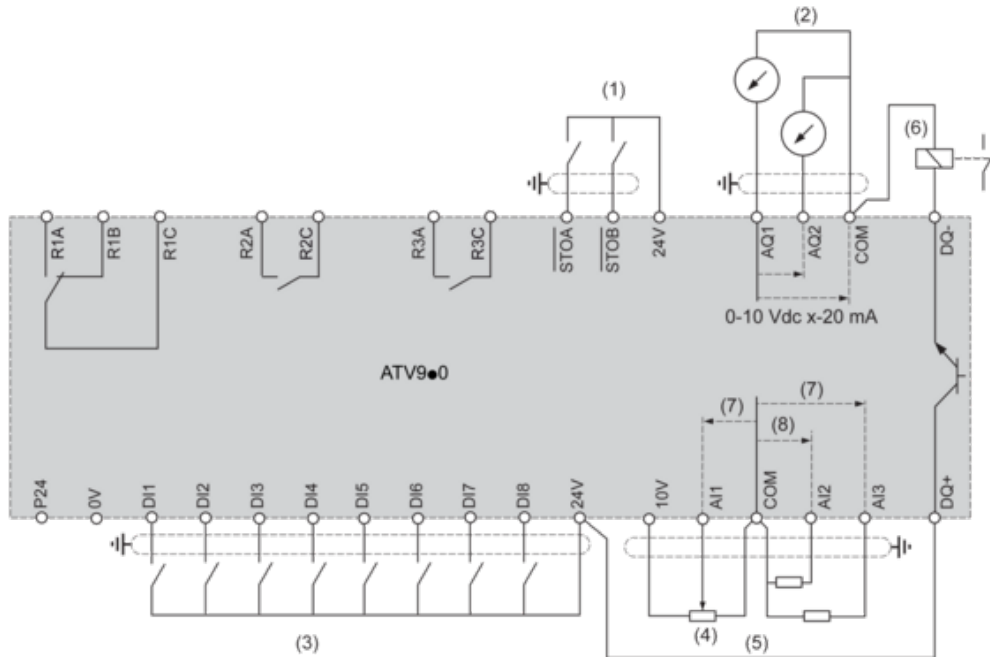 (2)
(1)
(6)
R1A
R1B
R1C
R2A
R2C
R3A
R3C
STOA
STOB
24V
AQ1
AQ2
COM
DQ-
0-10 Vdc x-20 mA
ATV9●0
(7)
(7)
(8)
P24
0V
DI1
DI2
DI3
DI4
DI5
DI6
DI7
DI8
24V
10V
AI1
COM
AI2
AI3
DQ+
(3)
(4)
(5)